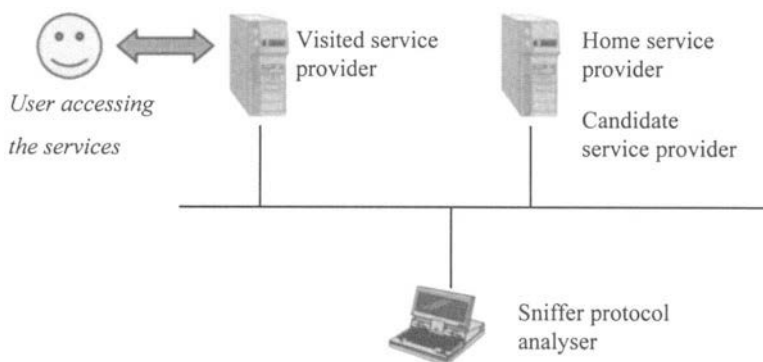 Visited service
provider
Home service
provider
User accessing
the services
Candidate
service provider
Sniffer protocol
analyser